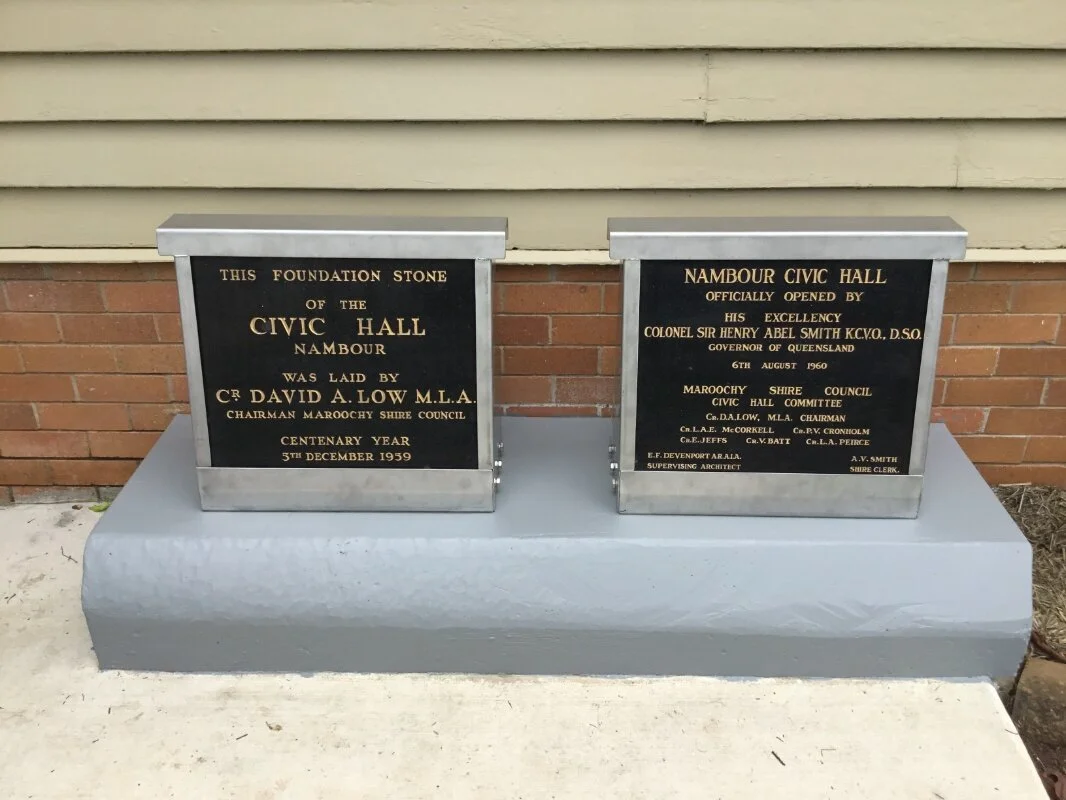 THIS FOUNDATION STONE
OF THE
CIVIC HALL
NAMBOUR
WAS LAID BY
CR DAVID A. LOW M.L.A.
CHAIRMAN MAROOCHY SHIRE COUNCIL
CENTENARY YEAR
5TH DECEMBER 1959
NAMBOUR CIVIC HALL
OFFICIALLY OPENED BY
HIS EXCELLENCY
COLONEL SIR HENRY ABEL SMITH K.C.V.O., D.S.O.
GOVERNOR OF QUEENSLAND
6TH AUGUST 1960
MAROOCHY SHIRE COUNCIL
CIVIC HALL COMMITTEE
CR. D.A. LOW, M.L.A. CHAIRMAN
CR. L.A.E. MCCORKELL CR. P.V. CRONHOLM
CR. E. JEFFS CR. V. BATT CR. L.A. PEIRCE
E.F. DEVENPORT A.R.A.I.A. A.V. SMITH
SUPERVISING ARCHITECT SHIRE CLERK.